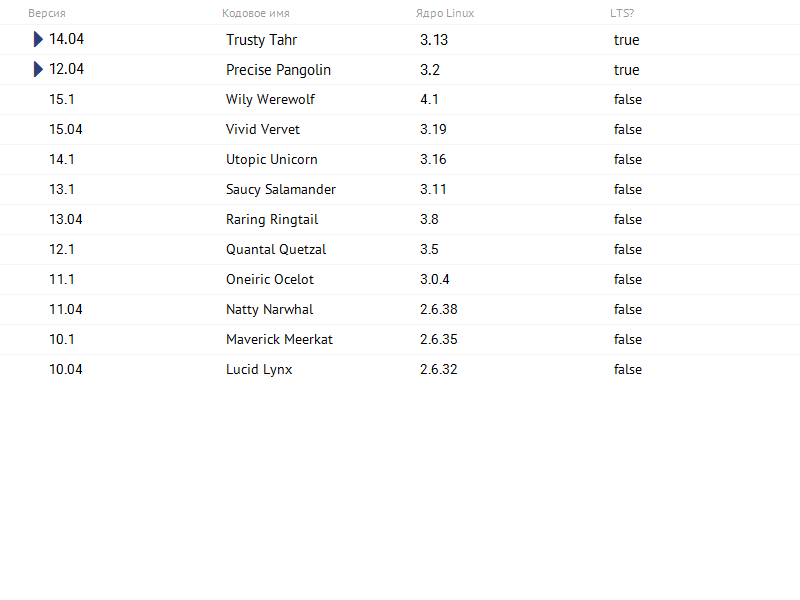 Версия Кодовое имя Ядро Linux LTS?
14.04 Trusty Tahr 3.13 true
12.04 Precise Pangolin 3.2 true
15.1 Wily Werewolf 4.1 false
15.04 Vivid Vervet 3.19 false
14.1 Utopic Unicorn 3.16 false
13.1 Saucy Salamander 3.11 false
13.04 Raring Ringtail 3.8 false
12.1 Quantal Quetzal 3.5 false
11.1 Oneiric Ocelot 3.0.4 false
11.04 Natty Narwhal 2.6.38 false
10.1 Maverick Meerkat 2.6.35 false
10.04 Lucid Lynx 2.6.32 false